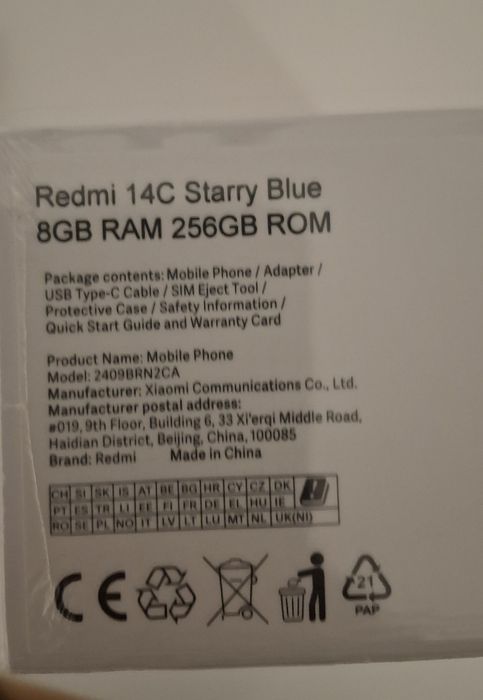 Redmi 14C Starry Blue
8GB RAM 256GB ROM
Package contents: Mobile Phone / Adapter /
USB Type-C Cable / SIM Eject Tool /
Protective Case / Safety Information /
Quick Start Guide and Warranty Card
Product Name: Mobile Phone
Model: 2409BRN2CA
Manufacturer: Xiaomi Communications Co., Ltd.
Manufacturer postal address:
#019, 9th Floor, Building 6, 33 Xi'erqi Middle Road,
Haidian District, Beijing, China, 100085
Brand: Redmi Made in China
CH SI SK IS AT BE BG HR CY CZ DK
PT ES TR LI EE FI FR DE EL HU IE
RO SE PL NO IT LV LT LU MT NL UK(NI)
CE
21
PAP